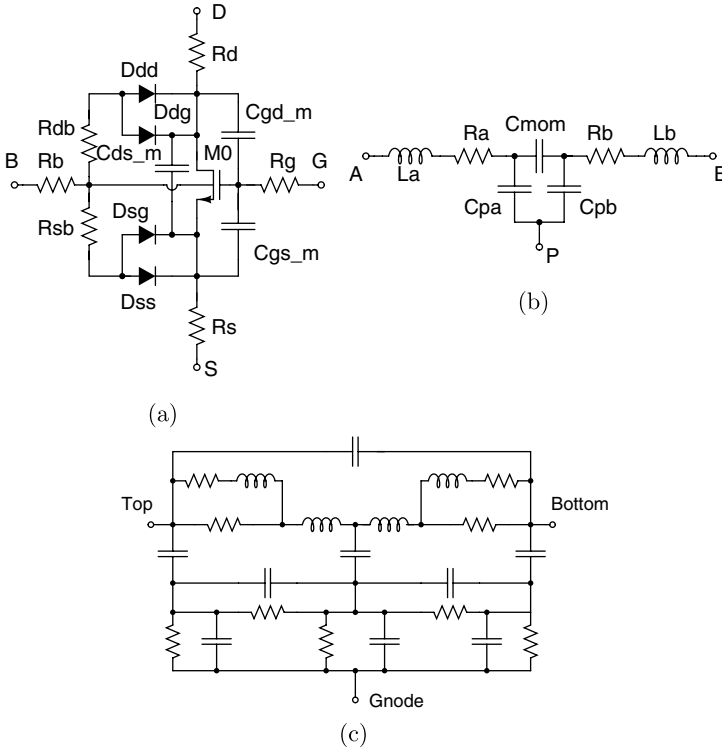 D
Rd
Ddd
Ddg
Cgd_m
Rdb
Cds_m
M0
B
Rb
Rg
G
Rsb
Dsg
Cgs_m
Dss
Rs
S
(a)
Cmom
Ra
Rb
Lb
A
La
B
Cpa
Cpb
P
(b)
Top
Bottom
Gnode
(c)